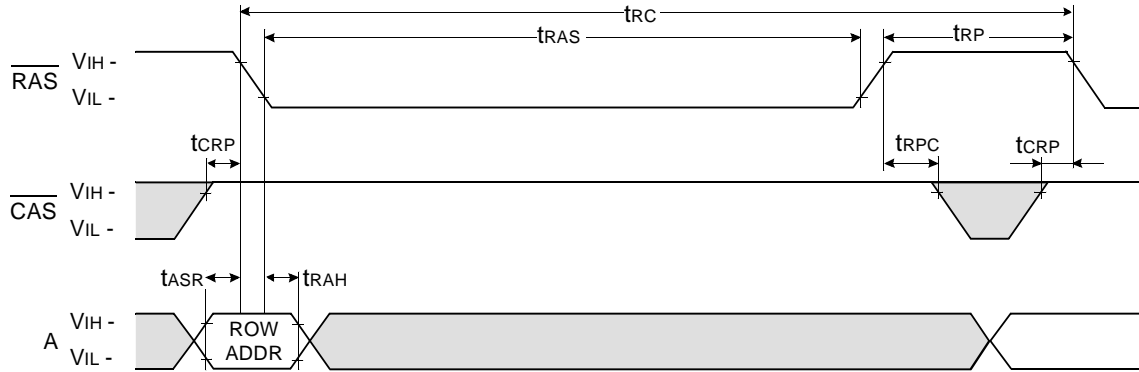 tRC
tRAS
tRP
RAS
VIH -
VIL -
tCRP
tRPC
tCRP
CAS
VIH -
VIL -
tASR
tRAH
A
VIH -
VIL -
ROW
ADDR